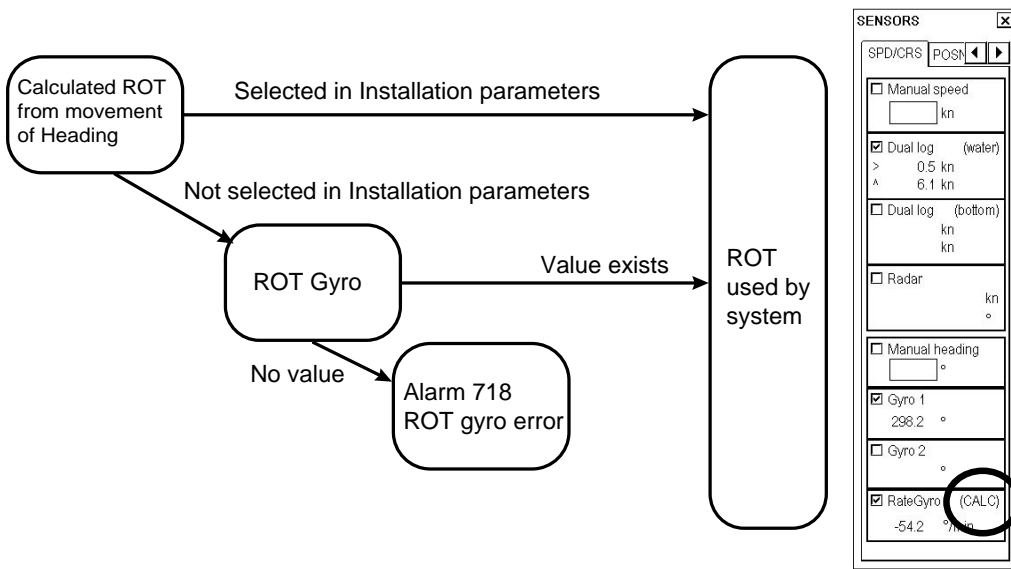 Calculated ROT
from movement
of Heading
Selected in Installation parameters
Not selected in Installation parameters
ROT Gyro
Value exists
No value
Alarm 718
ROT gyro error
ROT
used by
system
SENSORS
SPD/CRS POSN
Manual speed
kn
Dual log (water)
> 0.5 kn
^ 6.1 kn
Dual log (bottom)
kn
kn
Radar
kn
°
Manual heading
°
Gyro 1
298.2 °
Gyro 2
°
RateGyro (CALC)
-54.2 °/min